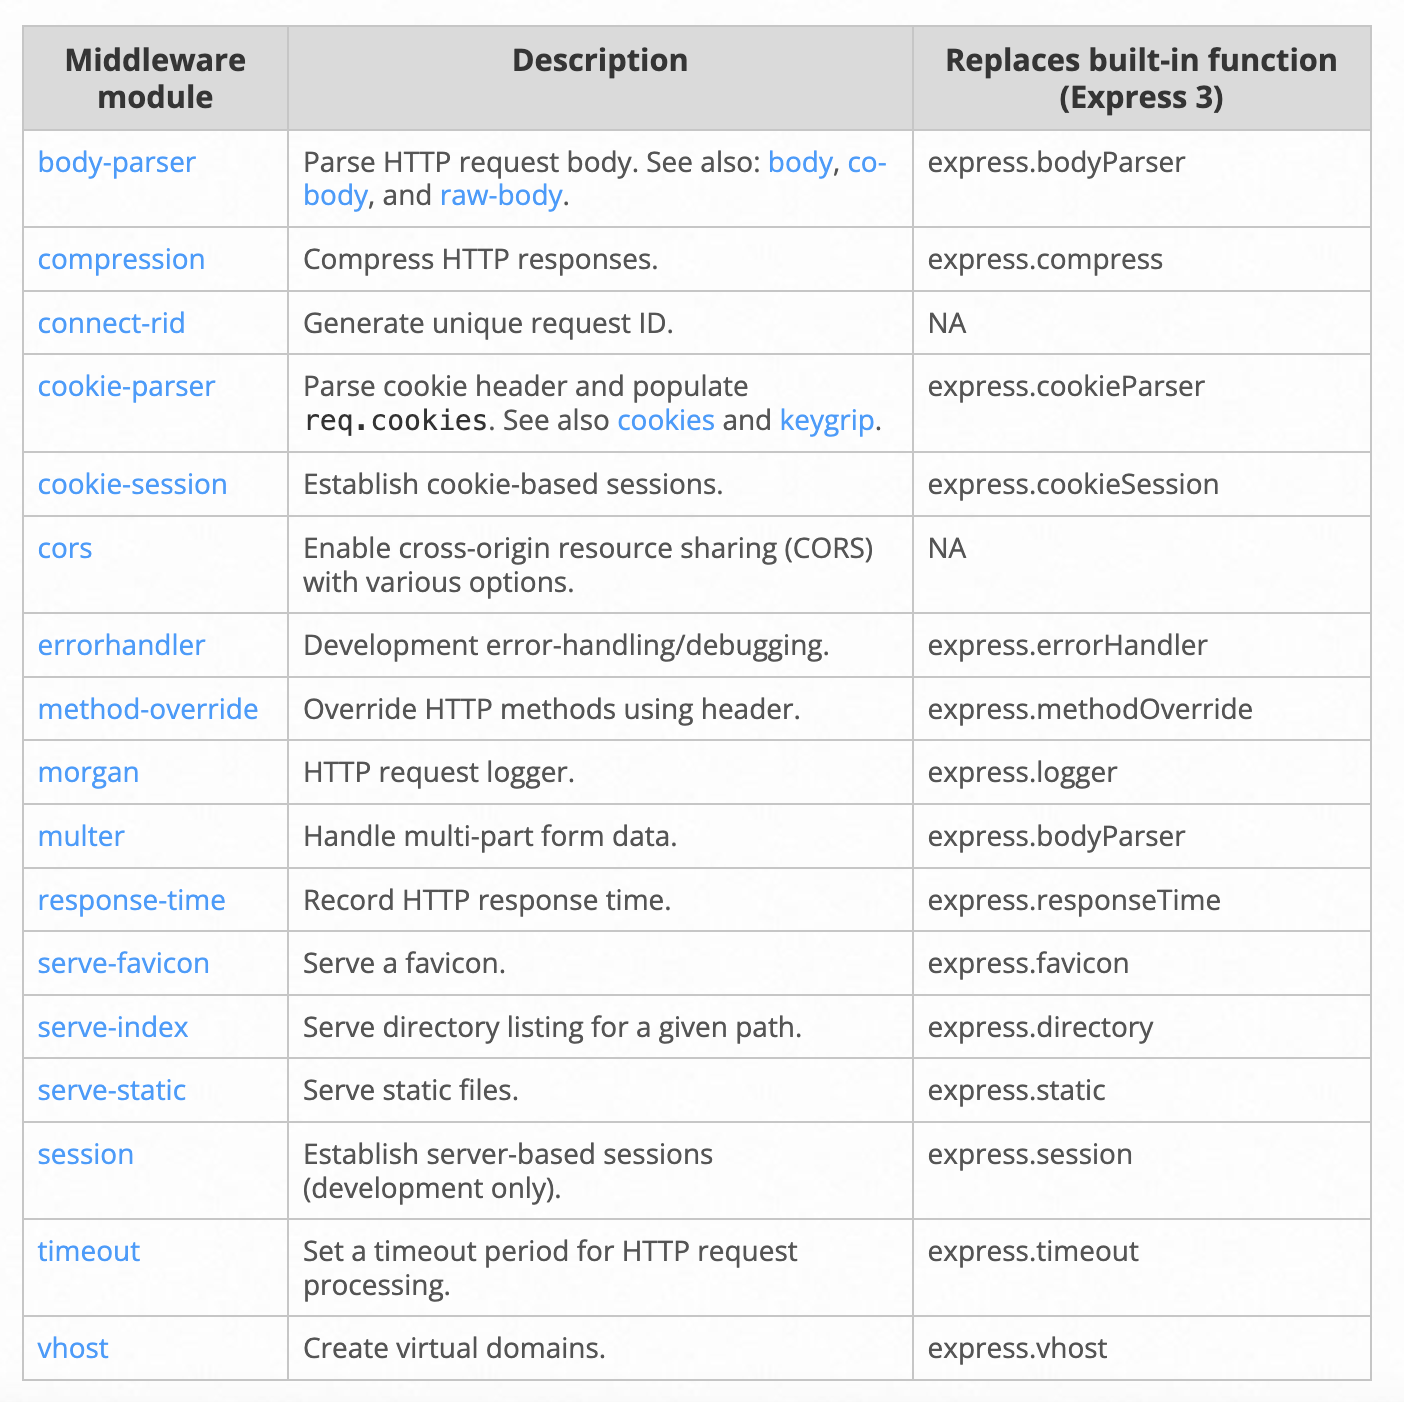 Middleware module
Description
Replaces built-in function (Express 3)
body-parser
Parse HTTP request body. See also: body, co-
body, and raw-body.
express.bodyParser
compression
Compress HTTP responses.
express.compress
connect-rid
Generate unique request ID.
NA
cookie-parser
Parse cookie header and populate
req.cookies. See also cookies and keygrip.
express.cookieParser
cookie-session
Establish cookie-based sessions.
express.cookieSession
cors
Enable cross-origin resource sharing (CORS)
with various options.
NA
errorhandler
Development error-handling/debugging.
express.errorHandler
method-override
Override HTTP methods using header.
express.methodOverride
morgan
HTTP request logger.
express.logger
multer
Handle multi-part form data.
express.bodyParser
response-time
Record HTTP response time.
express.responseTime
serve-favicon
Serve a favicon.
express.favicon
serve-index
Serve directory listing for a given path.
express.directory
serve-static
Serve static files.
express.static
session
Establish server-based sessions
(development only).
express.session
timeout
Set a timeout period for HTTP request
processing.
express.timeout
vhost
Create virtual domains.
express.vhost